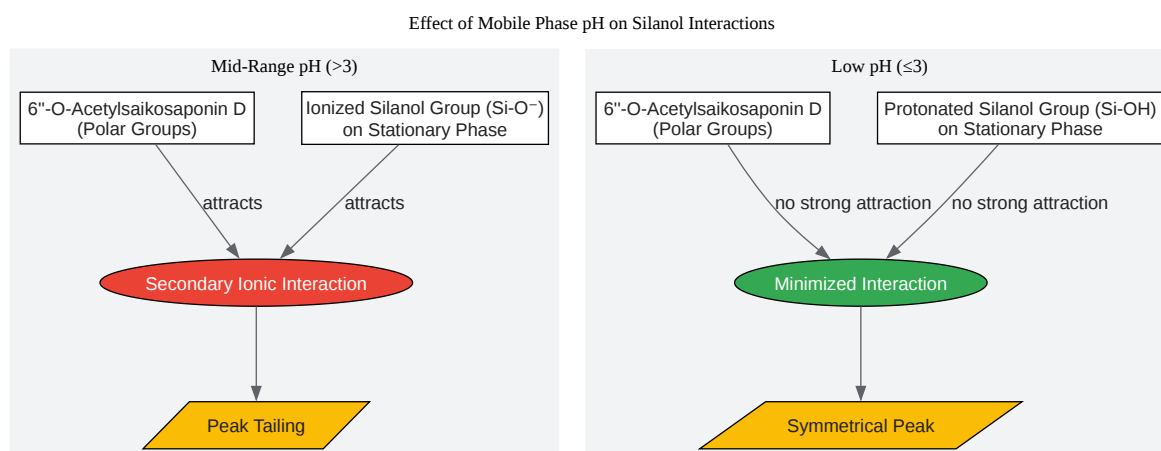 Effect of Mobile Phase pH on Silanol Interactions
Mid-Range pH (>3)
6"-O-Acetylsaikosaponin D
(Polar Groups)
Ionized Silanol Group (Si-O⁻)
on Stationary Phase
attracts
attracts
Secondary Ionic Interaction
Peak Tailing
Low pH (≤3)
6"-O-Acetylsaikosaponin D
(Polar Groups)
Protonated Silanol Group (Si-OH)
on Stationary Phase
no strong attraction
no strong attraction
Minimized Interaction
Symmetrical Peak